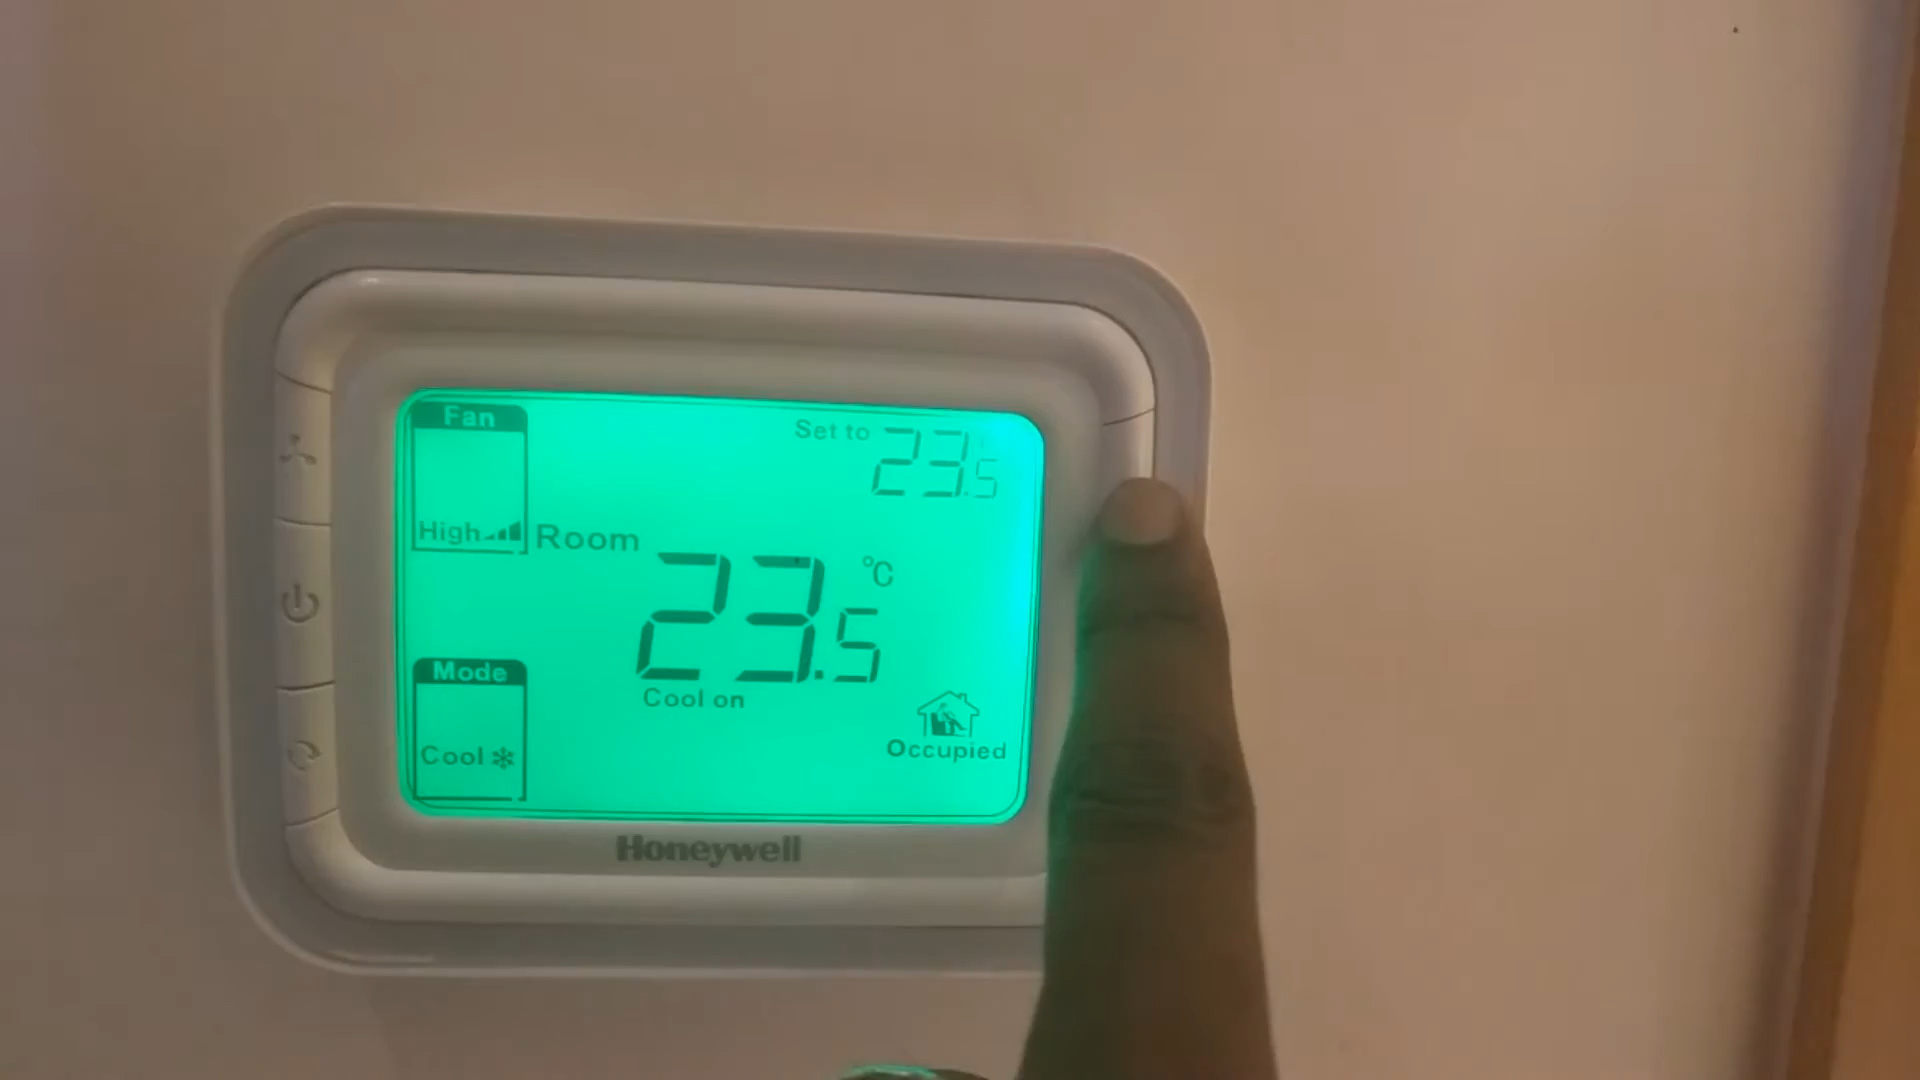 Fan
Set to 23.5
High
Room
23.5 °C
Cool on
Mode
Cool
Occupied
Honeywell